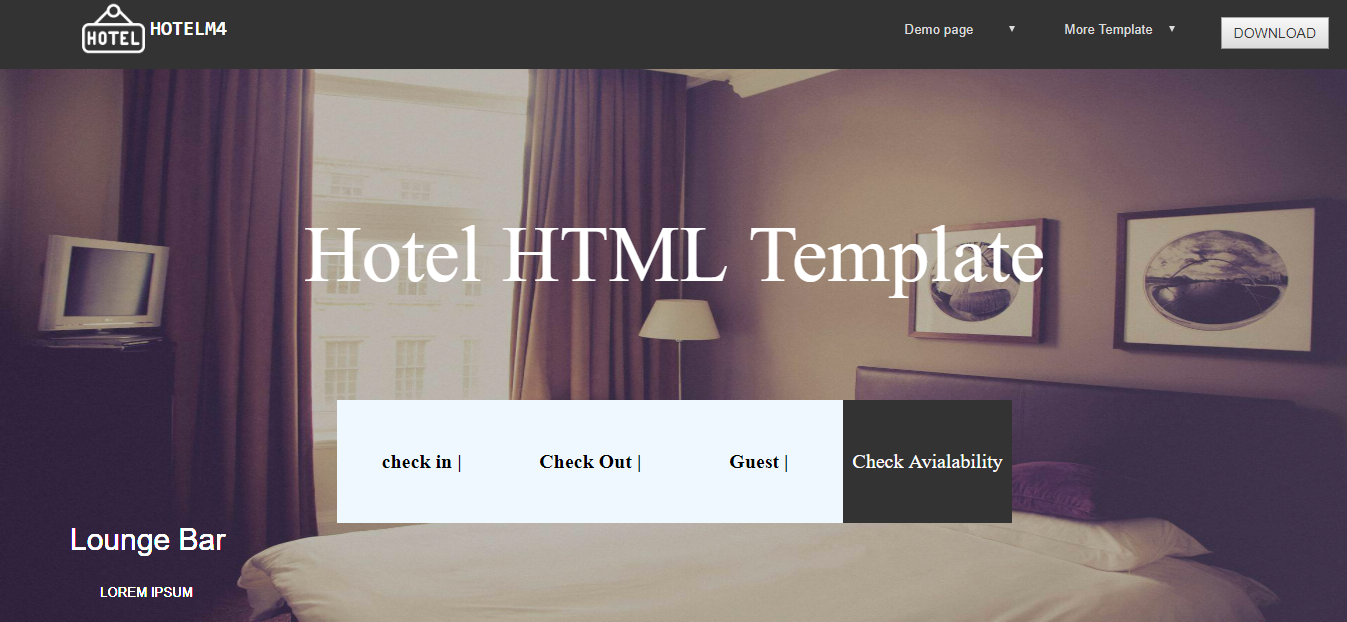 HOTEL HOTELM4 Demo page ▼ More Template ▼ DOWNLOAD
Hotel HTML Template
check in | Check Out | Guest | Check Avialability
Lounge Bar
LOREM IPSUM